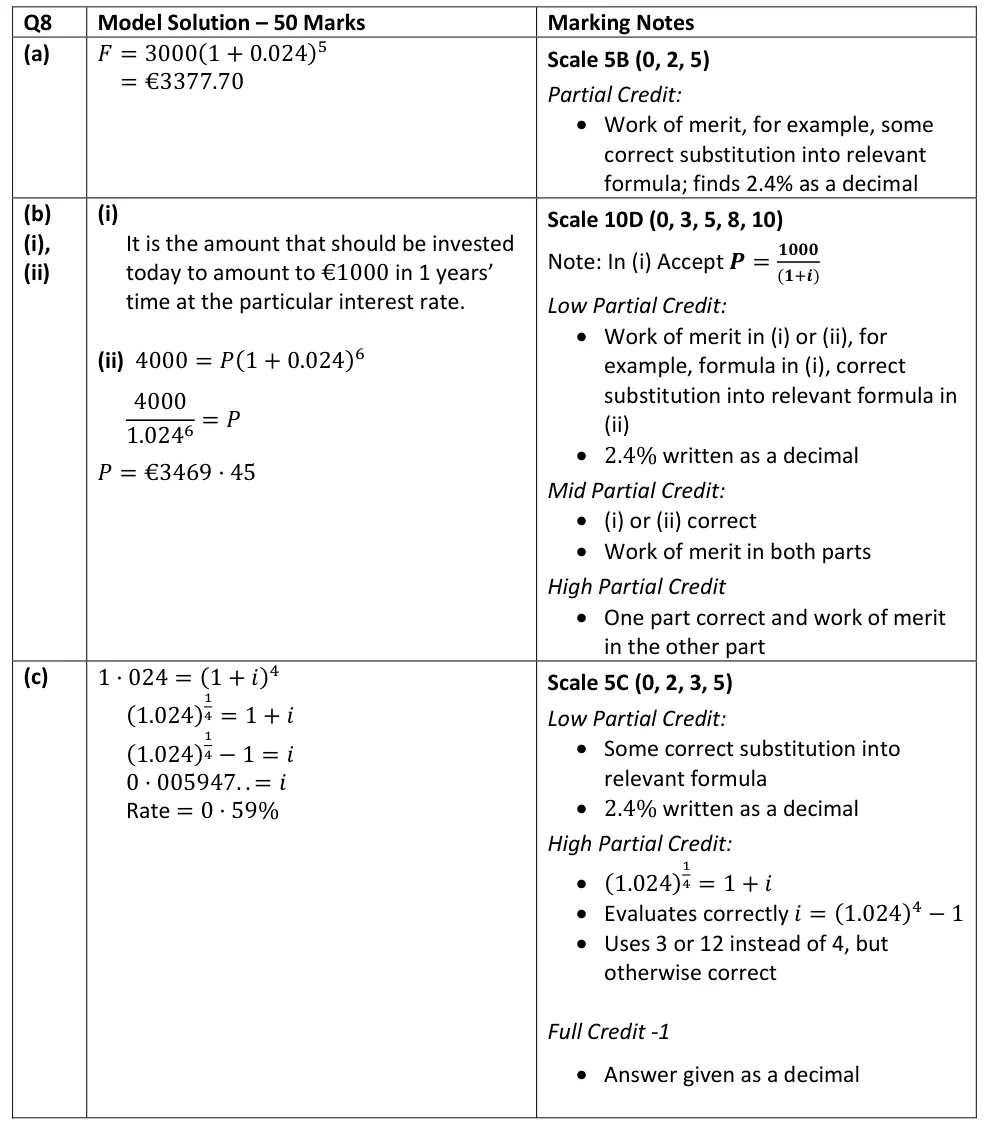 Q8 Model Solution – 50 Marks Marking Notes
(a)
F = 3000(1 + 0.024)⁵
= €3377.70
Scale 5B (0, 2, 5)
Partial Credit:
• Work of merit, for example, some
correct substitution into relevant
formula; finds 2.4% as a decimal
(b)
(i),
(ii)
(i)
It is the amount that should be invested
today to amount to €1000 in 1 years’
time at the particular interest rate.
(ii) 4000 = P(1 + 0.024)⁶
4000/1.024⁶ = P
P = €3469 · 45
Scale 10D (0, 3, 5, 8, 10)
Note: In (i) Accept P = 1000/(1+i)
Low Partial Credit:
• Work of merit in (i) or (ii), for
example, formula in (i), correct
substitution into relevant formula in
(ii)
• 2.4% written as a decimal
Mid Partial Credit:
• (i) or (ii) correct
• Work of merit in both parts
High Partial Credit
• One part correct and work of merit
in the other part
(c)
1 · 024 = (1 + i)⁴
(1.024)^(1/4) = 1 + i
(1.024)^(1/4) − 1 = i
0 · 005947. . = i
Rate = 0 · 59%
Scale 5C (0, 2, 3, 5)
Low Partial Credit:
• Some correct substitution into
relevant formula
• 2.4% written as a decimal
High Partial Credit:
• (1.024)^(1/4) = 1 + i
• Evaluates correctly i = (1.024)⁴ − 1
• Uses 3 or 12 instead of 4, but
otherwise correct
Full Credit -1
• Answer given as a decimal